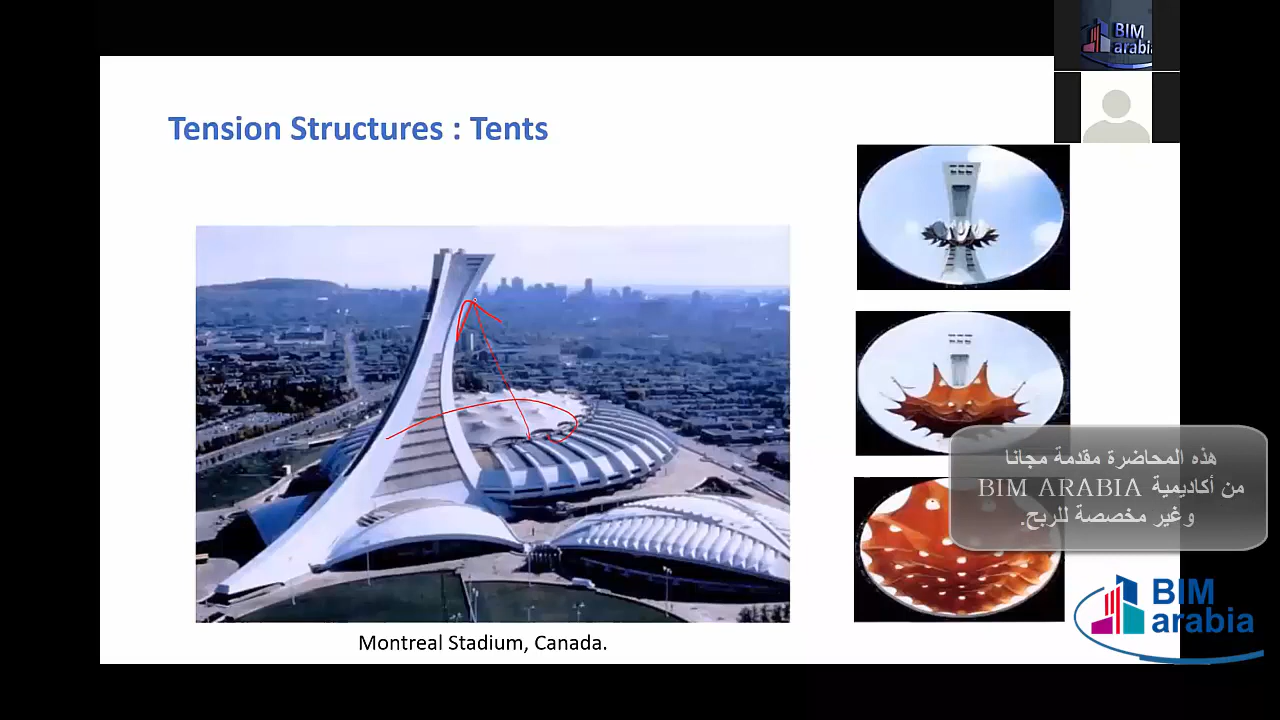 BIM
arabia
Tension Structures : Tents
هذه المحاضرة مقدمة مجانا
من أكاديمية BIM ARABIA
وغير مخصصة للربح.
BIM
arabia
Montreal Stadium, Canada.